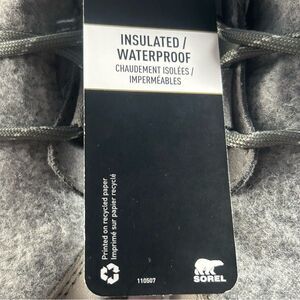 INSULATED /
WATERPROOF
CHAUDEMENT ISOLÉES /
IMPERMÉABLES
Printed on recycled paper
Imprimé sur papier recyclé
110507
SOREL